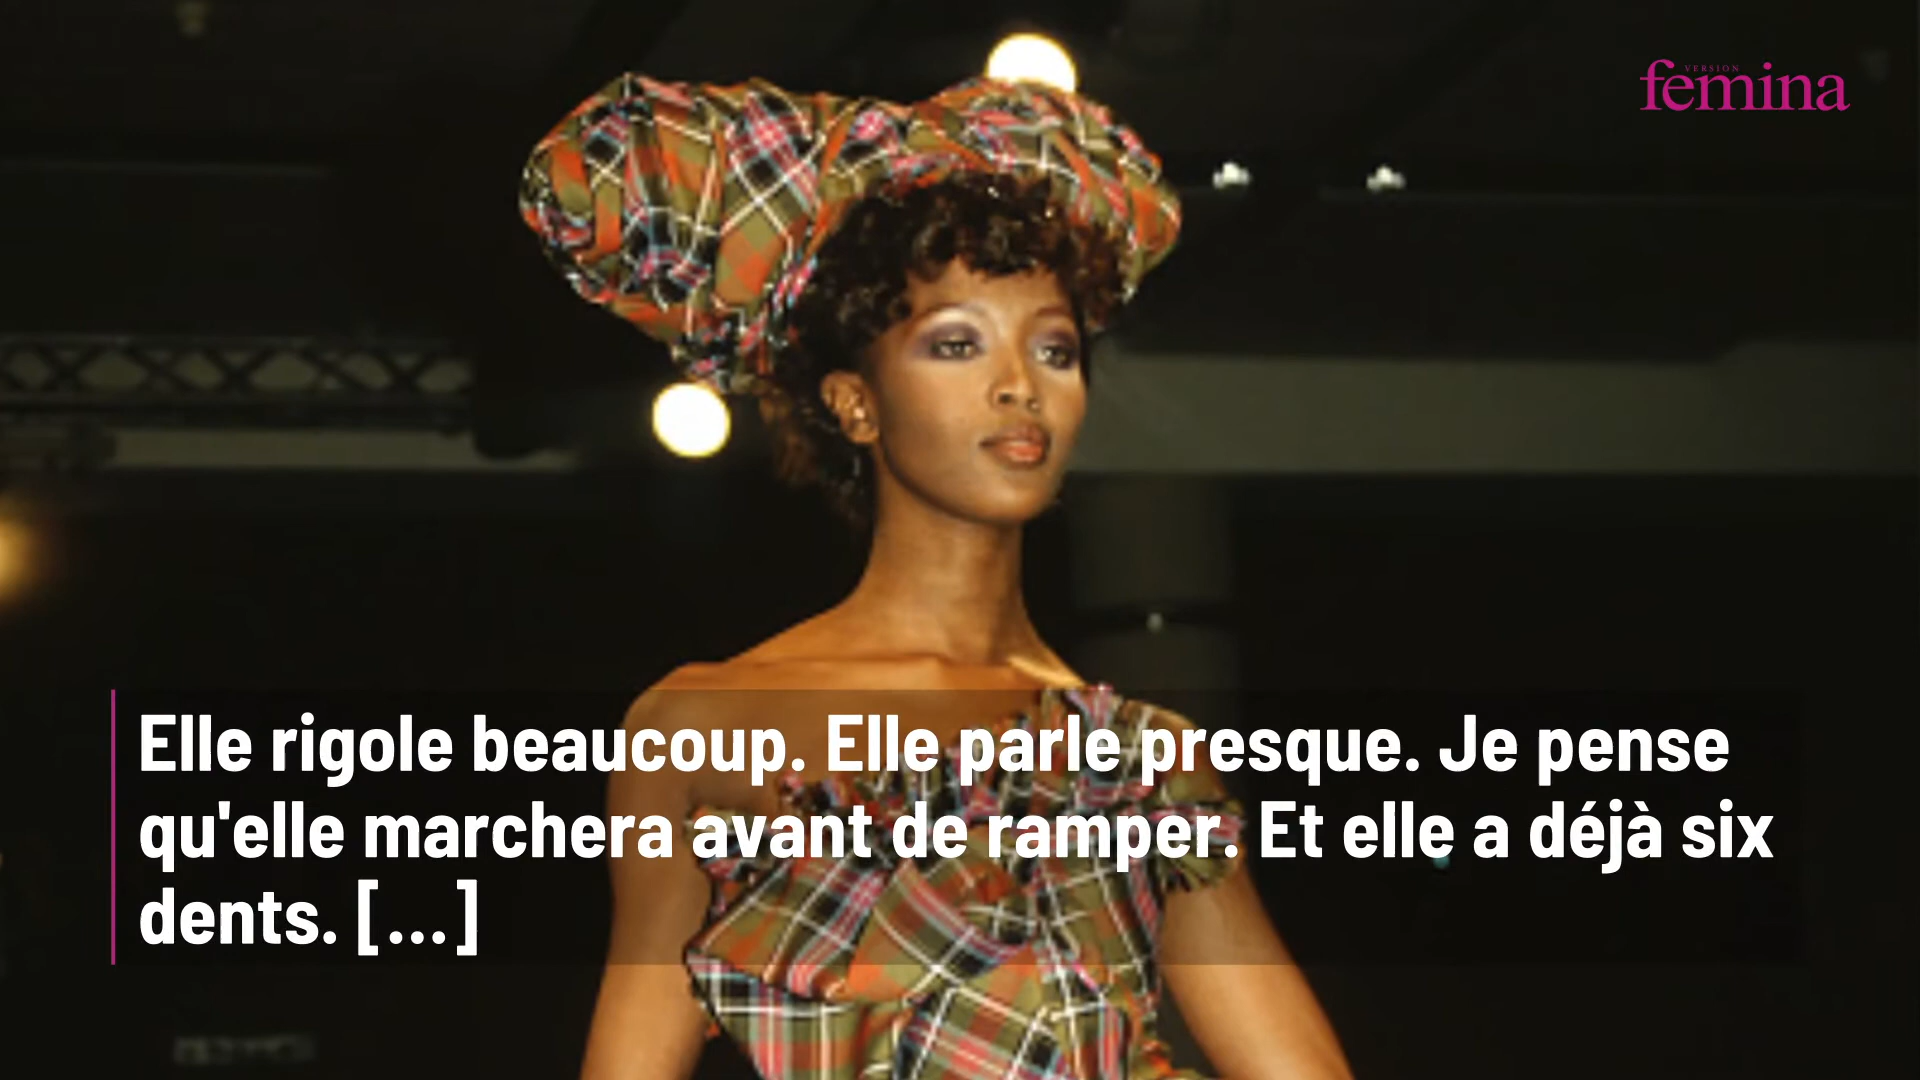 VERSION
femina
Elle rigole beaucoup. Elle parle presque. Je pense
qu'elle marchera avant de ramper. Et elle a déjà six
dents. [...]